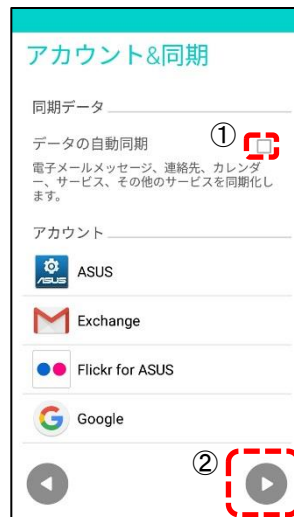 アカウント&同期
同期データ
データの自動同期 ①
電子メールメッセージ、連絡先、カレンダ
ー、サービス、その他のサービスを同期化し
ます。
アカウント
ASUS
Exchange
Flickr for ASUS
Google
②